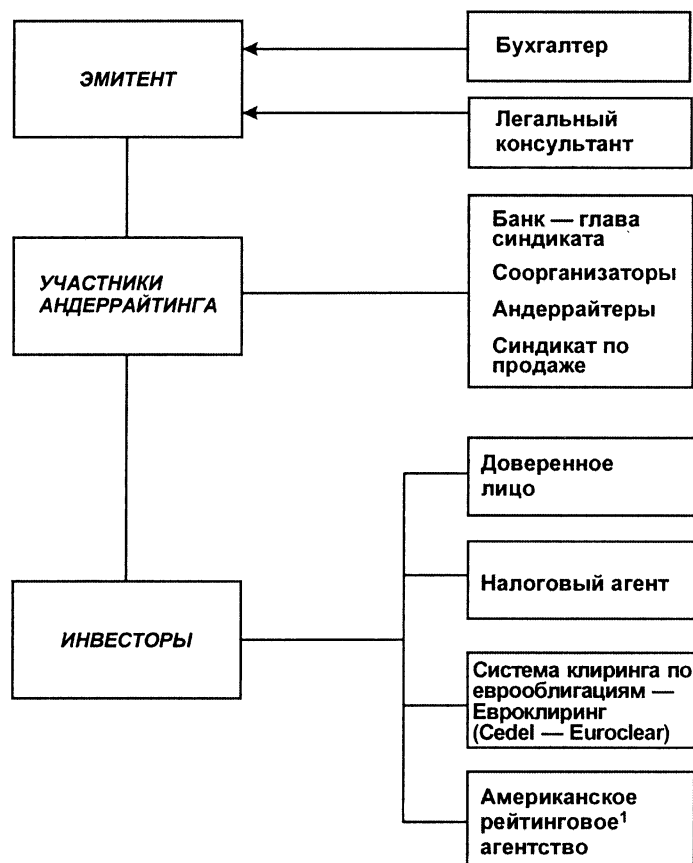 ЭМИТЕНТ
Бухгалтер
Легальный
консультант
УЧАСТНИКИ
АНДЕРРАЙТИНГА
Банк — глава
синдиката
Соорганизаторы
Андеррайтеры
Синдикат по
продаже
ИНВЕСТОРЫ
Доверенное
лицо
Налоговый агент
Система клиринга по
еврооблигациям —
Евроклиринг
(Cedel — Euroclear)
Американское
рейтинговое¹
агентство